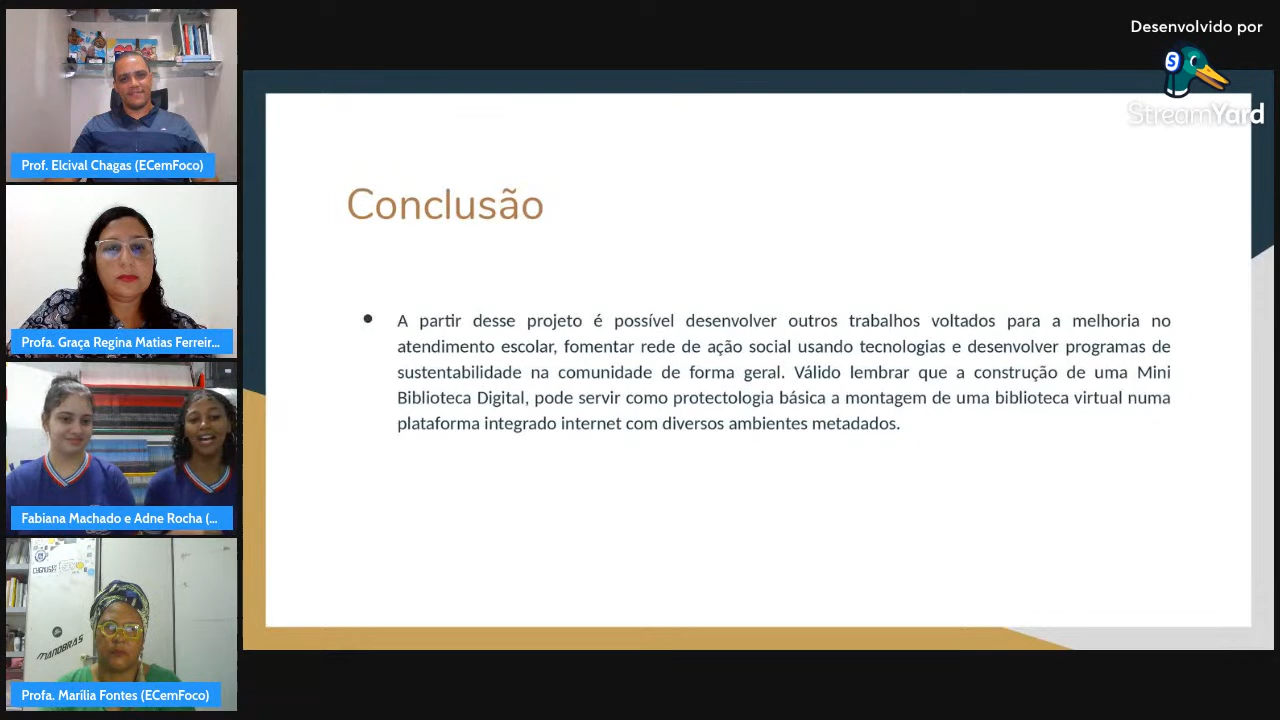 Desenvolvido por
StreamYard
Prof. Elcival Chagas (ECemFoco)
Profa. Graça Regina Matias Ferreir...
Fabiana Machado e Adne Rocha (...
MANOBRAS
Profa. Marília Fontes (ECemFoco)
Conclusão
● A partir desse projeto é possível desenvolver outros trabalhos voltados para a melhoria no
atendimento escolar, fomentar rede de ação social usando tecnologias e desenvolver programas de
sustentabilidade na comunidade de forma geral. Válido lembrar que a construção de uma Mini
Biblioteca Digital, pode servir como protectologia básica a montagem de uma biblioteca virtual numa
plataforma integrado internet com diversos ambientes metadados.